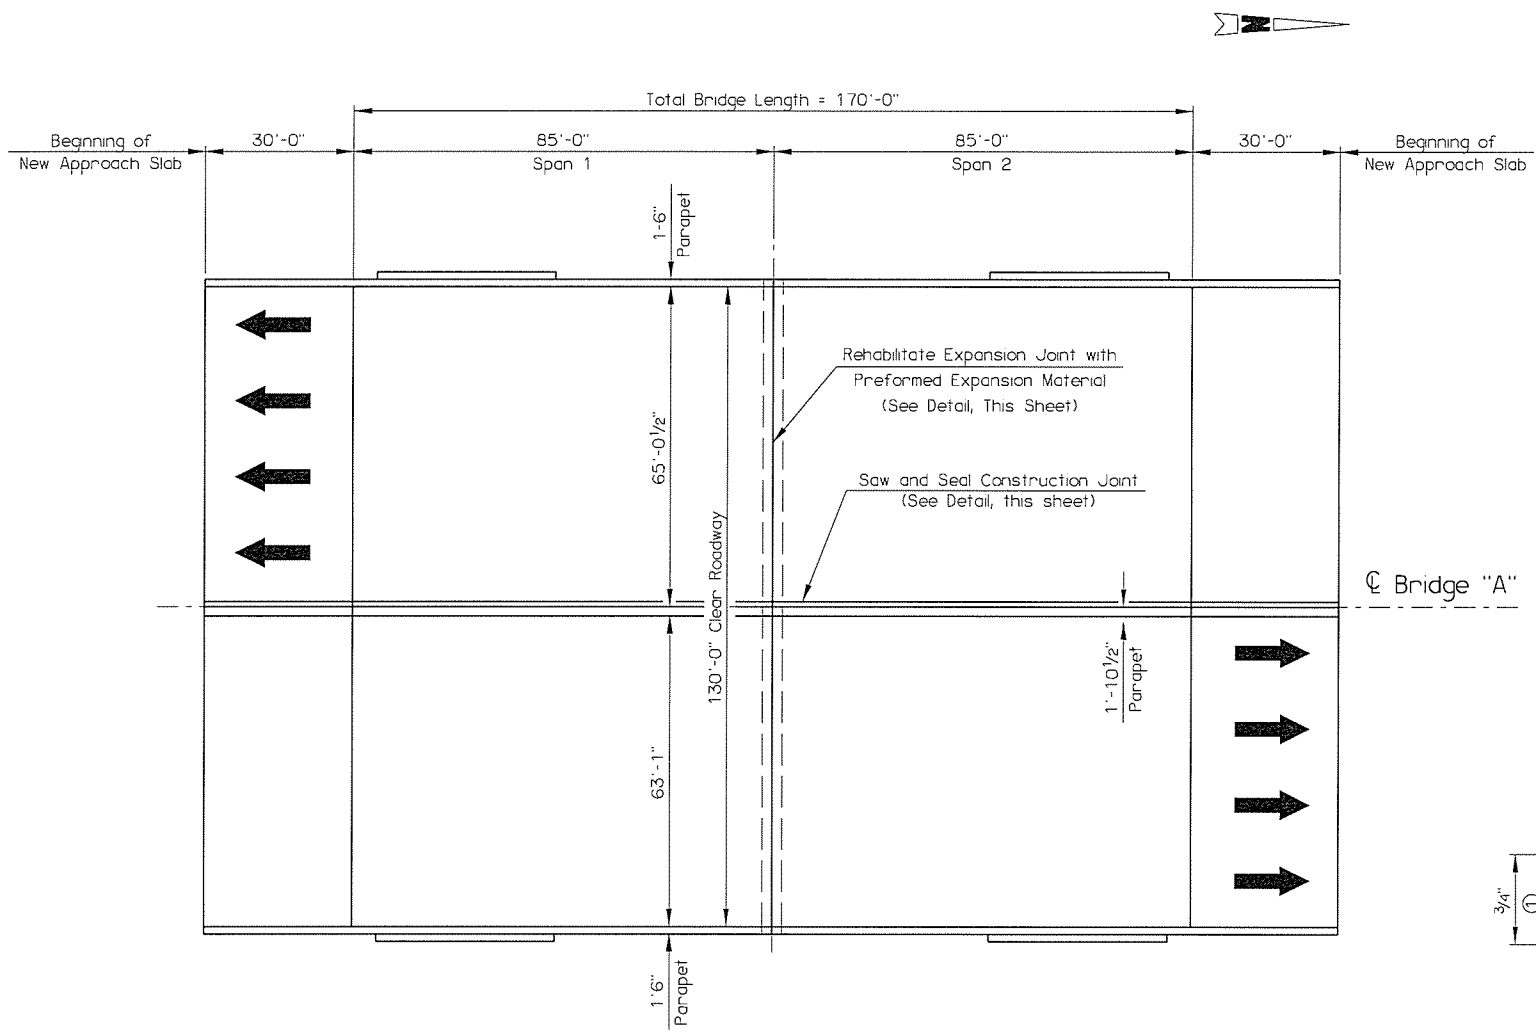 N
Total Bridge Length = 170'-0"
Beginning of
New Approach Slab
30'-0"
85'-0"
Span 1
85'-0"
Span 2
30'-0"
Beginning of
New Approach Slab
1-6"
Parapet
Rehabilitate Expansion Joint with
Preformed Expansion Material
(See Detail, This Sheet)
65'-0½"
Saw and Seal Construction Joint
(See Detail, this sheet)
130'-0" Clear Roadway
℄ Bridge "A"
1'-10½"
Parapet
63'-1"
3/4"
①
1'6"
Parapet